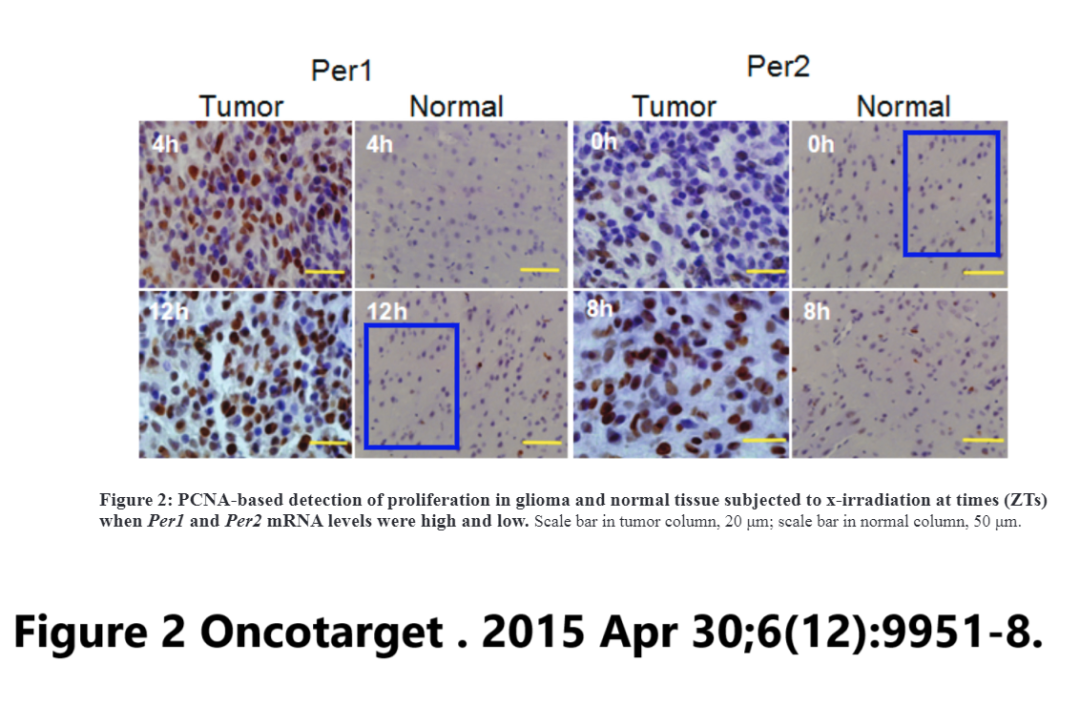 Per1 Per2
Tumor Normal Tumor Normal
4h 4h 0h 0h
12h 12h 8h 8h
Figure 2: PCNA-based detection of proliferation in glioma and normal tissue subjected to x-irradiation at times (ZTs)
when Per1 and Per2 mRNA levels were high and low. Scale bar in tumor column, 20 μm; scale bar in normal column, 50 μm.
Figure 2 Oncotarget . 2015 Apr 30;6(12):9951-8.